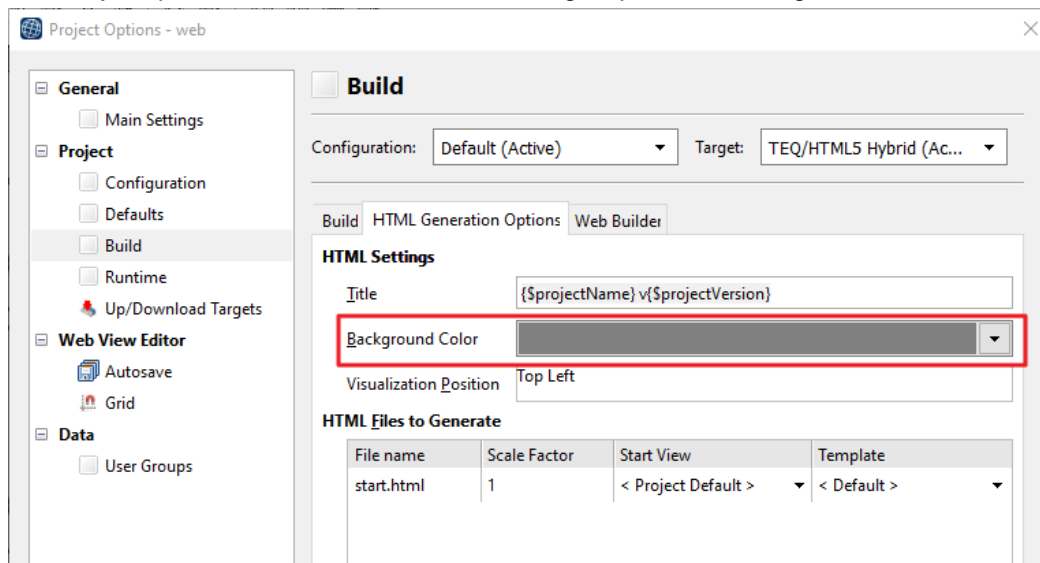 Project Options - web
General
Main Settings
Project
Configuration
Defaults
Build
Runtime
Up/Download Targets
Web View Editor
Autosave
Grid
Data
User Groups
Build
Configuration: Default (Active) Target: TEQ/HTML5 Hybrid (Ac...
Build HTML Generation Options Web Builder
HTML Settings
Title {$projectName} v{$projectVersion}
Background Color
Visualization Position Top Left
HTML Files to Generate
File name Scale Factor Start View Template
start.html 1 < Project Default > < Default >